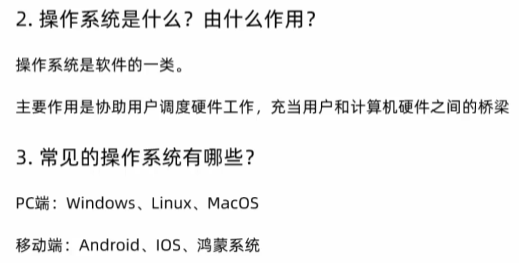 2. 操作系统是什么？由什么作用？
操作系统是软件的一类。
主要作用是协助用户调度硬件工作，充当用户和计算机硬件之间的桥梁
3. 常见的操作系统有哪些？
PC端：Windows、Linux、MacOS
移动端：Android、IOS、鸿蒙系统